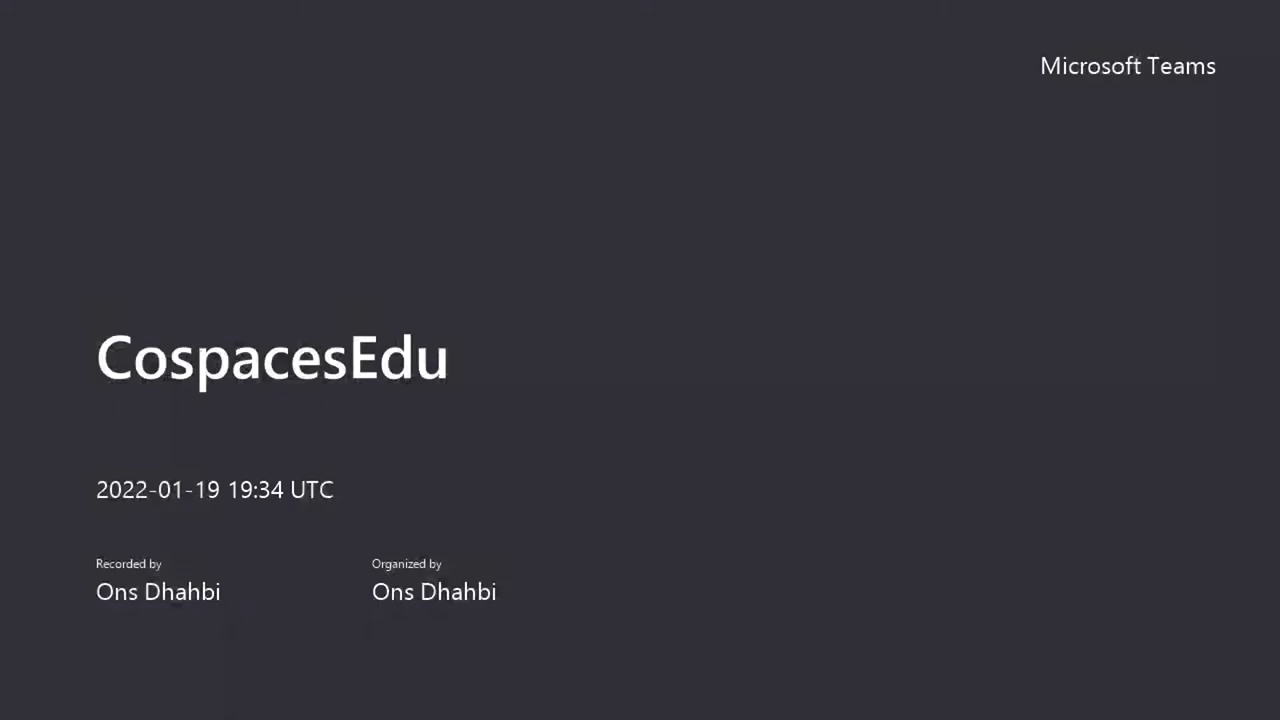 Microsoft Teams
CospacesEdu
2022-01-19 19:34 UTC
Recorded by
Ons Dhahbi
Organized by
Ons Dhahbi